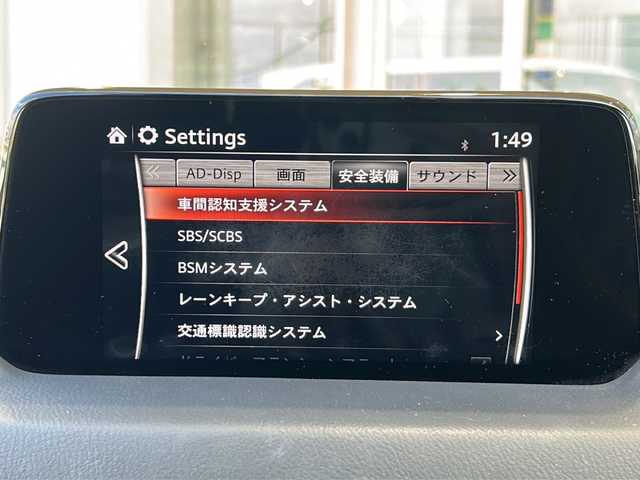 Settings 1:49
AD-Disp 画面 安全装備 サウンド
車間認知支援システム
SBS/SCBS
BSMシステム
レーンキープ・アシスト・システム
交通標識認識システム